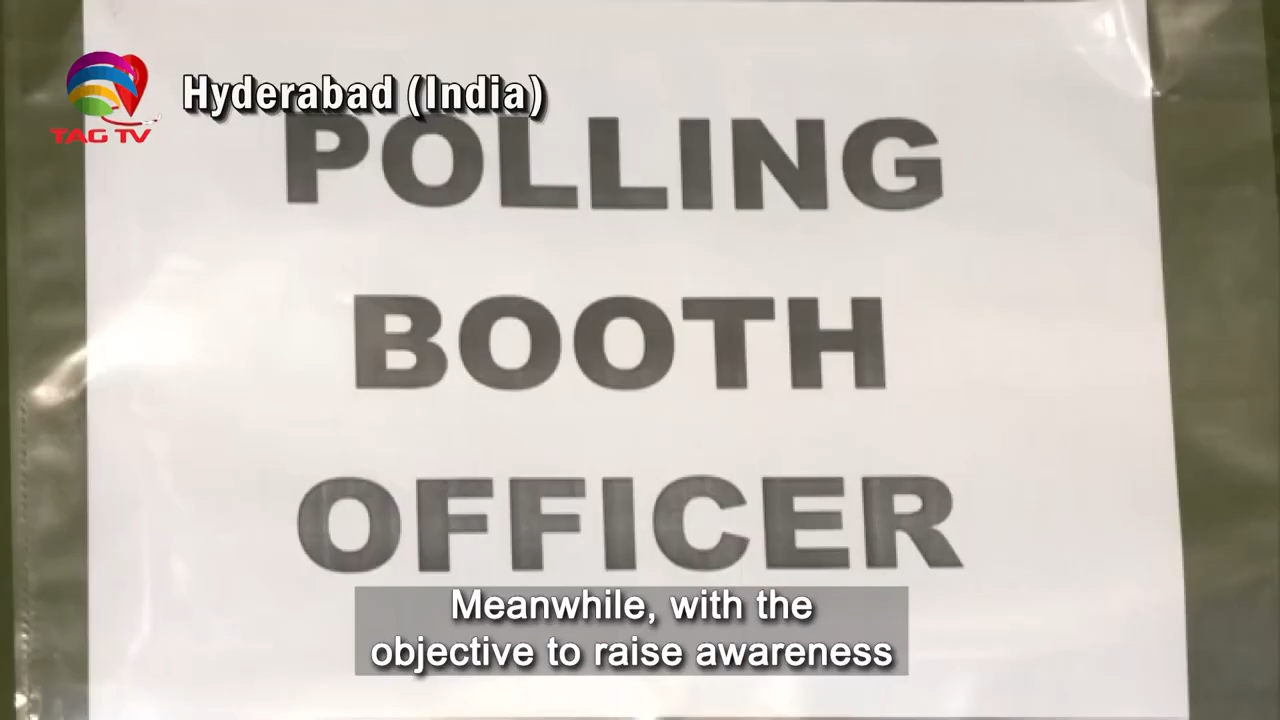 TAG TV
Hyderabad (India)
POLLING
BOOTH
OFFICER
Meanwhile, with the
objective to raise awareness